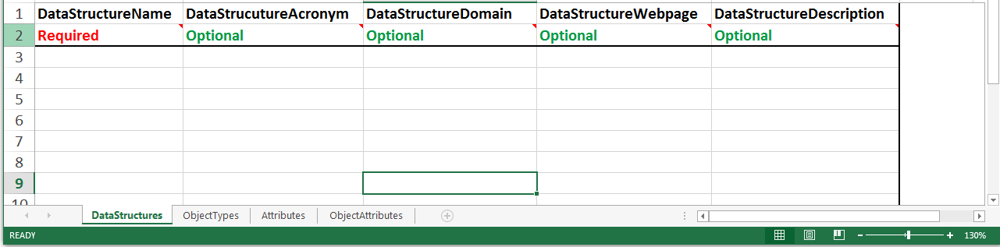 1 DataStructureName DataStrucutureAcronym DataStructureDomain DataStructureWebpage DataStructureDescription
2 Required Optional Optional Optional Optional
3
4
5
6
7
8
9
10
DataStructures ObjectTypes Attributes ObjectAttributes
READY 130%